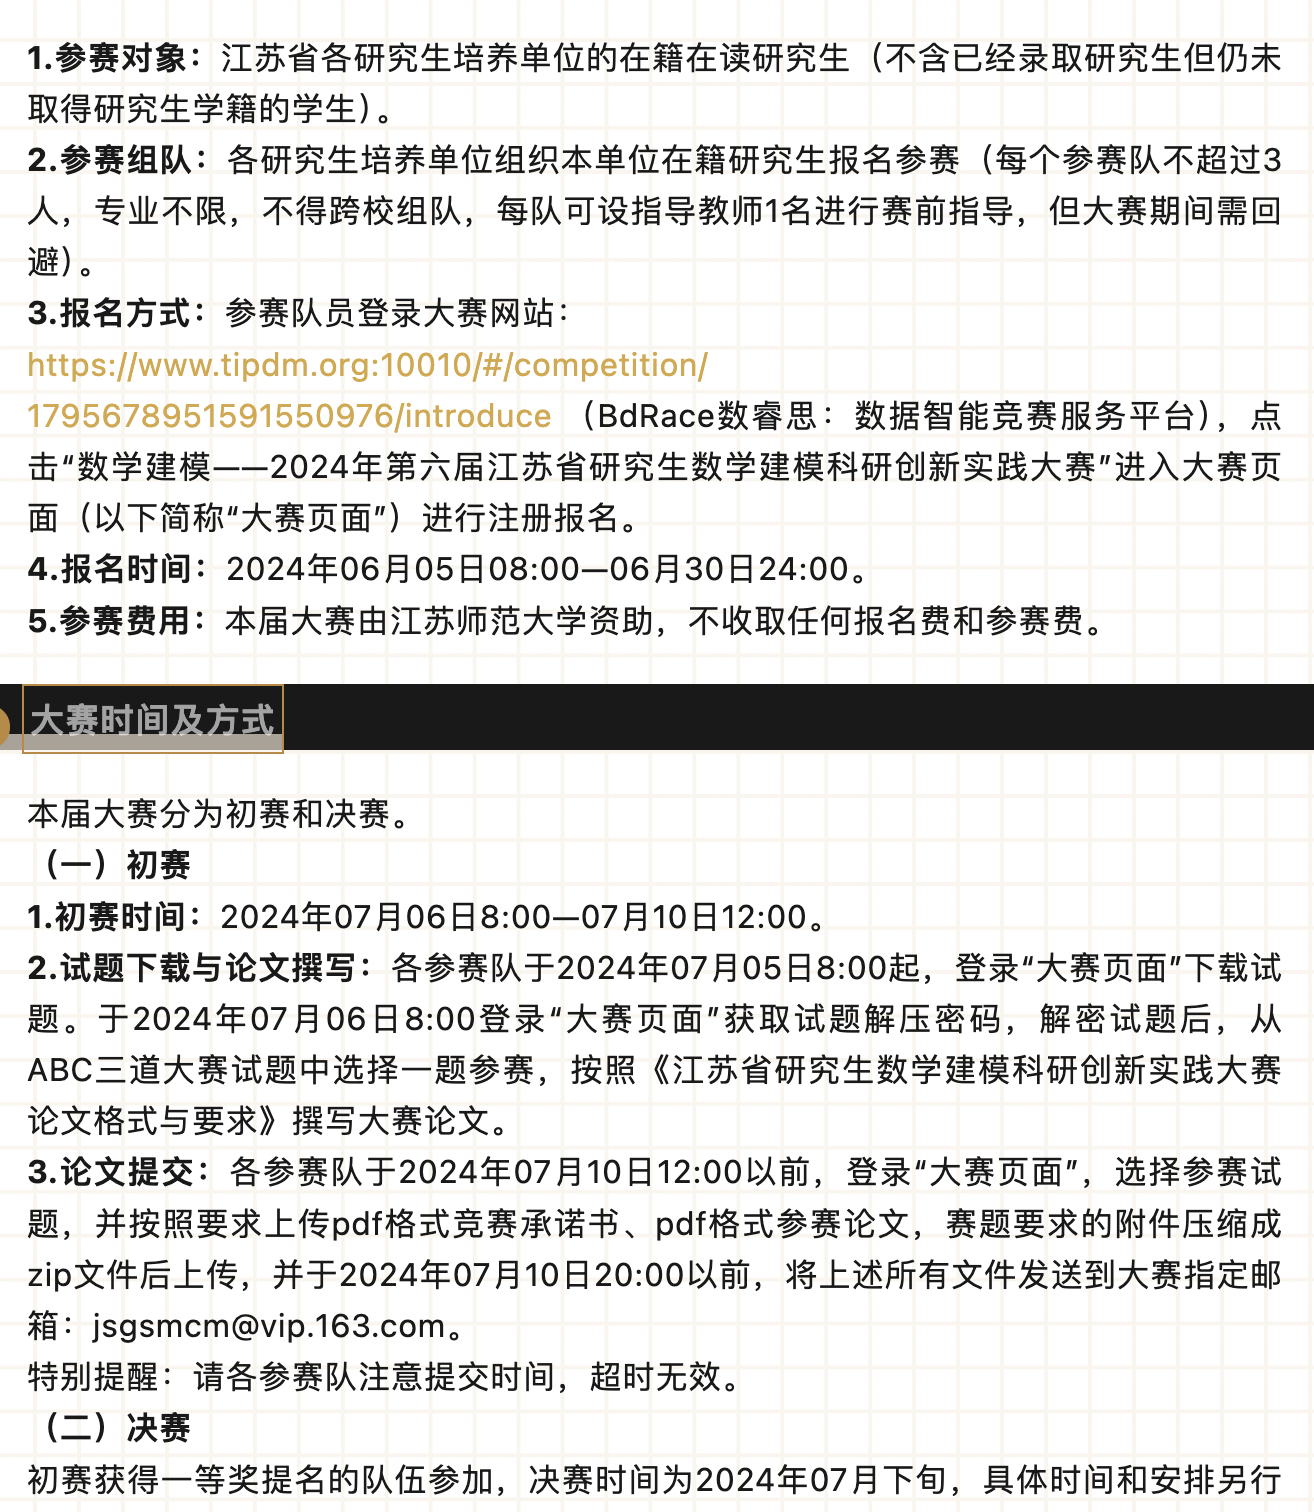 1.参赛对象：江苏省各研究生培养单位的在籍在读研究生（不含已经录取研究生但仍未
取得研究生学籍的学生）。
2.参赛组队：各研究生培养单位组织本单位在籍研究生报名参赛（每个参赛队不超过3
人，专业不限，不得跨校组队，每队可设指导教师1名进行赛前指导，但大赛期间需回
避）。
3.报名方式：参赛队员登录大赛网站：
https://www.tipdm.org:10010/#/competition/
1795678951591550976/introduce （BdRace数睿思：数据智能竞赛服务平台），点
击“数学建模——2024年第六届江苏省研究生数学建模科研创新实践大赛”进入大赛页
面（以下简称“大赛页面”）进行注册报名。
4.报名时间：2024年06月05日08:00—06月30日24:00。
5.参赛费用：本届大赛由江苏师范大学资助，不收取任何报名费和参赛费。
大赛时间及方式
本届大赛分为初赛和决赛。
（一）初赛
1.初赛时间：2024年07月06日8:00—07月10日12:00。
2.试题下载与论文撰写：各参赛队于2024年07月05日8:00起，登录“大赛页面”下载试
题。于2024年07月06日8:00登录“大赛页面”获取试题解压密码，解密试题后，从
ABC三道大赛试题中选择一题参赛，按照《江苏省研究生数学建模科研创新实践大赛
论文格式与要求》撰写大赛论文。
3.论文提交：各参赛队于2024年07月10日12:00以前，登录“大赛页面”，选择参赛试
题，并按照要求上传pdf格式竞赛承诺书、pdf格式参赛论文，赛题要求的附件压缩成
zip文件后上传，并于2024年07月10日20:00以前，将上述所有文件发送到大赛指定邮
箱：jsgsmcm@vip.163.com。
特别提醒：请各参赛队注意提交时间，超时无效。
（二）决赛
初赛获得一等奖提名的队伍参加，决赛时间为2024年07月下旬，具体时间和安排另行